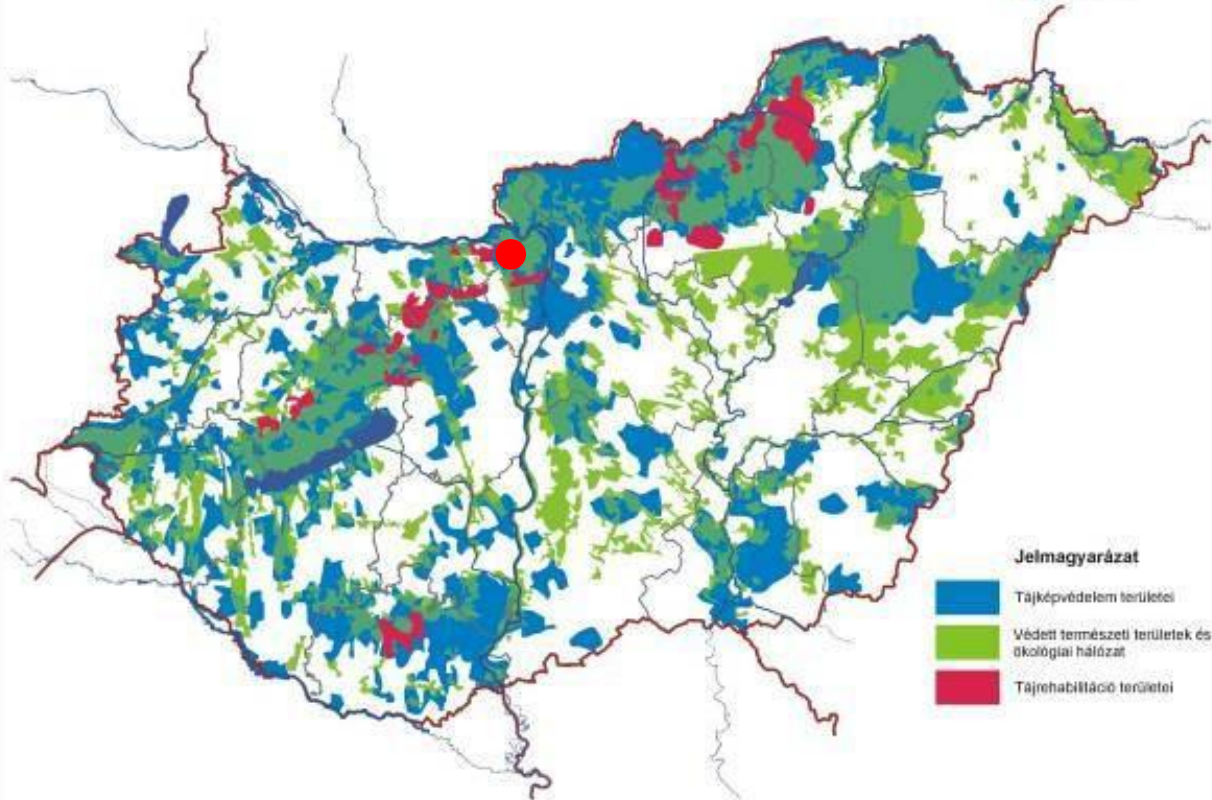 Jelmagyarázat
Tájképvédelem területei
Védett természeti területek és
ökológiai hálózat
Tájrehabilitáció területei